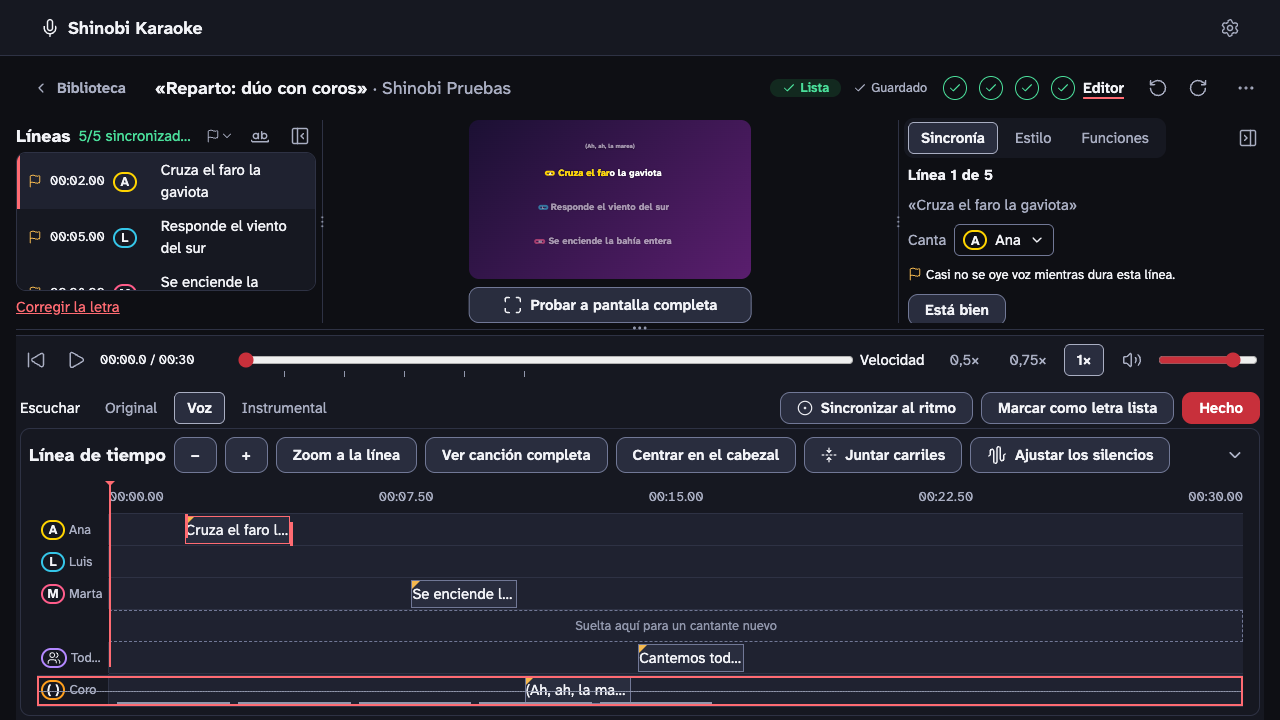 Shinobi Karaoke
Biblioteca
«Reparto: dúo con coros» · Shinobi Pruebas
Lista
Guardado
Editor
Líneas
5/5 sincronizad...
ab
00:02.00 A Cruza el faro la gaviota
00:05.00 L Responde el viento del sur
Se enciende la
Corregir la letra
(Ah, ah, la marea)
Cruza el faro la gaviota
Responde el viento del sur
Se enciende la bahía entera
Probar a pantalla completa
Sincronía
Estilo
Funciones
Línea 1 de 5
«Cruza el faro la gaviota»
Canta A Ana
Casi no se oye voz mientras dura esta línea.
Está bien
00:00.0 / 00:30
Velocidad
0,5×
0,75×
1×
Escuchar
Original
Voz
Instrumental
Sincronizar al ritmo
Marcar como letra lista
Hecho
Línea de tiempo
−
+
Zoom a la línea
Ver canción completa
Centrar en el cabezal
Juntar carriles
Ajustar los silencios
00:00.00
00:07.50
00:15.00
00:22.50
00:30.00
A Ana
Cruza el faro l...
L Luis
M Marta
Se enciende l...
Suelta aquí para un cantante nuevo
Tod...
Cantemos tod...
( ) Coro
(Ah, ah, la ma...